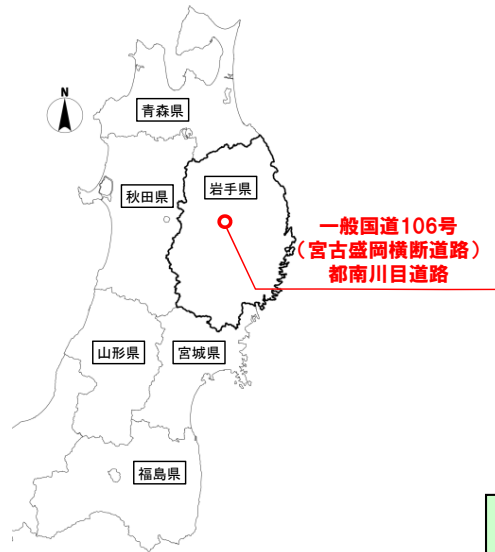 N
青森県
秋田県
岩手県
一般国道106号
（宮古盛岡横断道路）
都南川目道路
山形県
宮城県
福島県